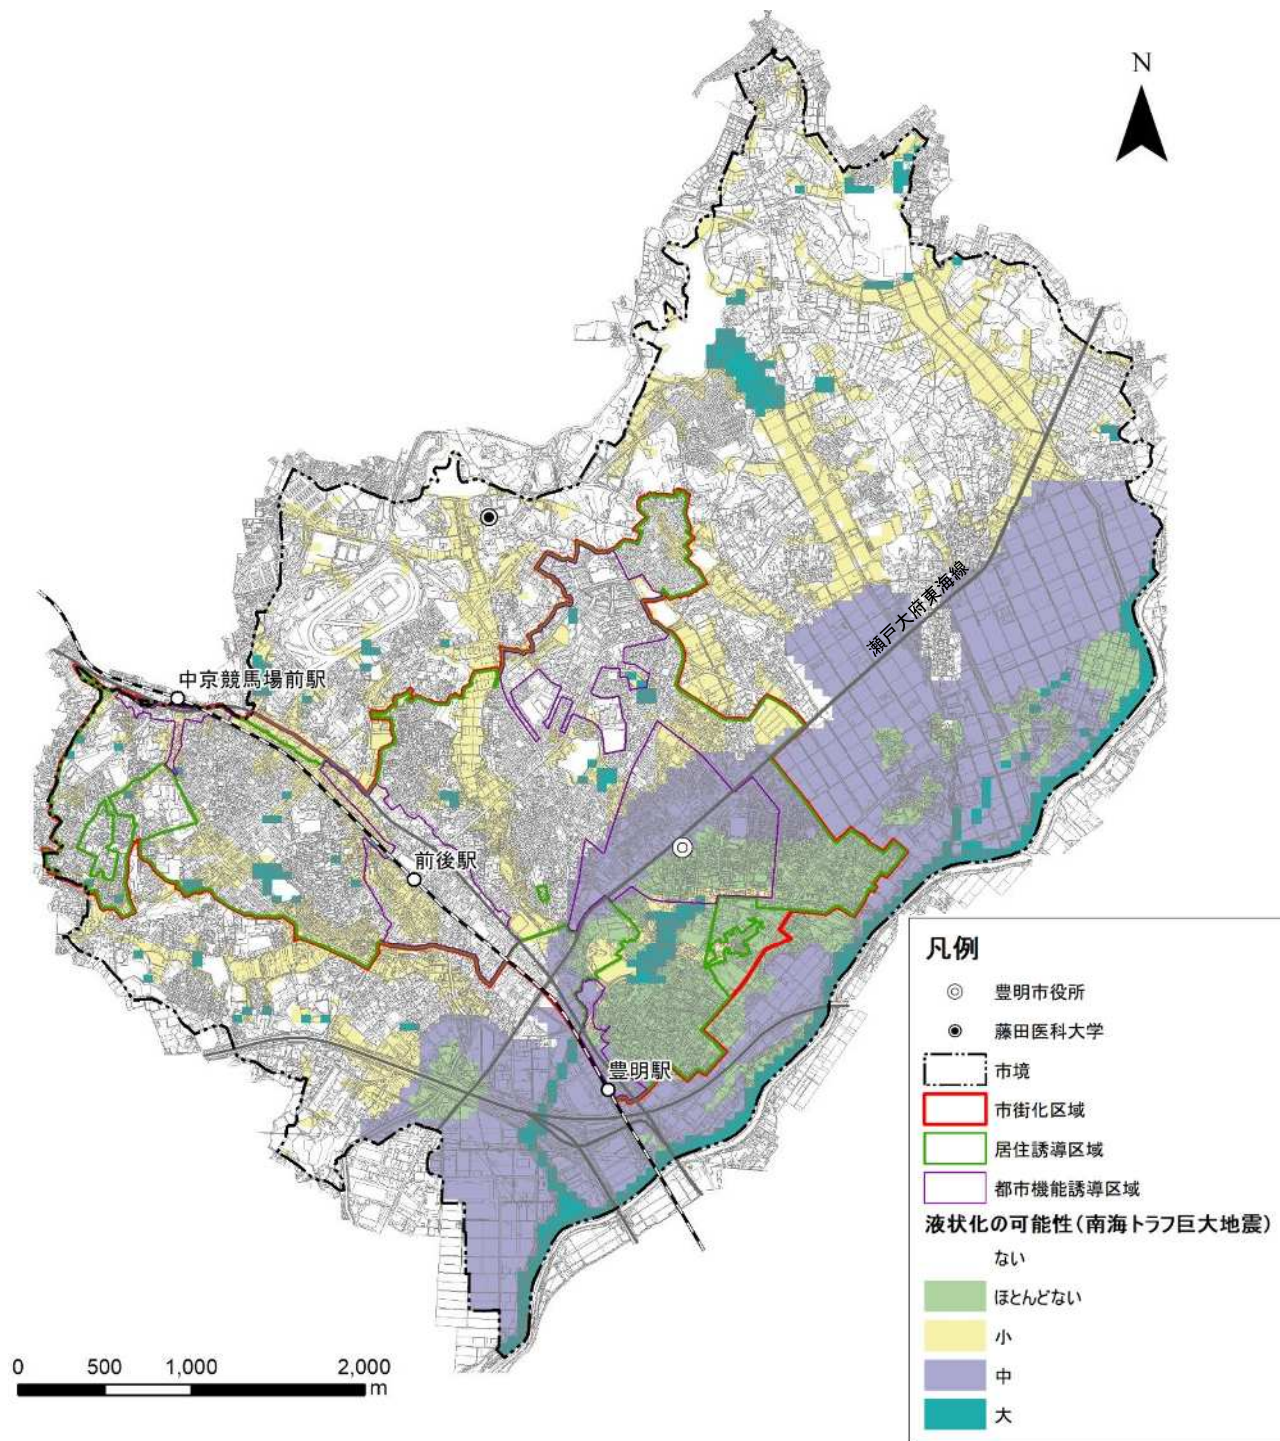 N
瀬戸大府東海線
中京競馬場前駅
前後駅
豊明駅
凡例
豊明市役所
藤田医科大学
市境
市街化区域
居住誘導区域
都市機能誘導区域
液状化の可能性(南海トラフ巨大地震)
ない
ほとんどない
小
中
大
0 500 1,000 2,000
m